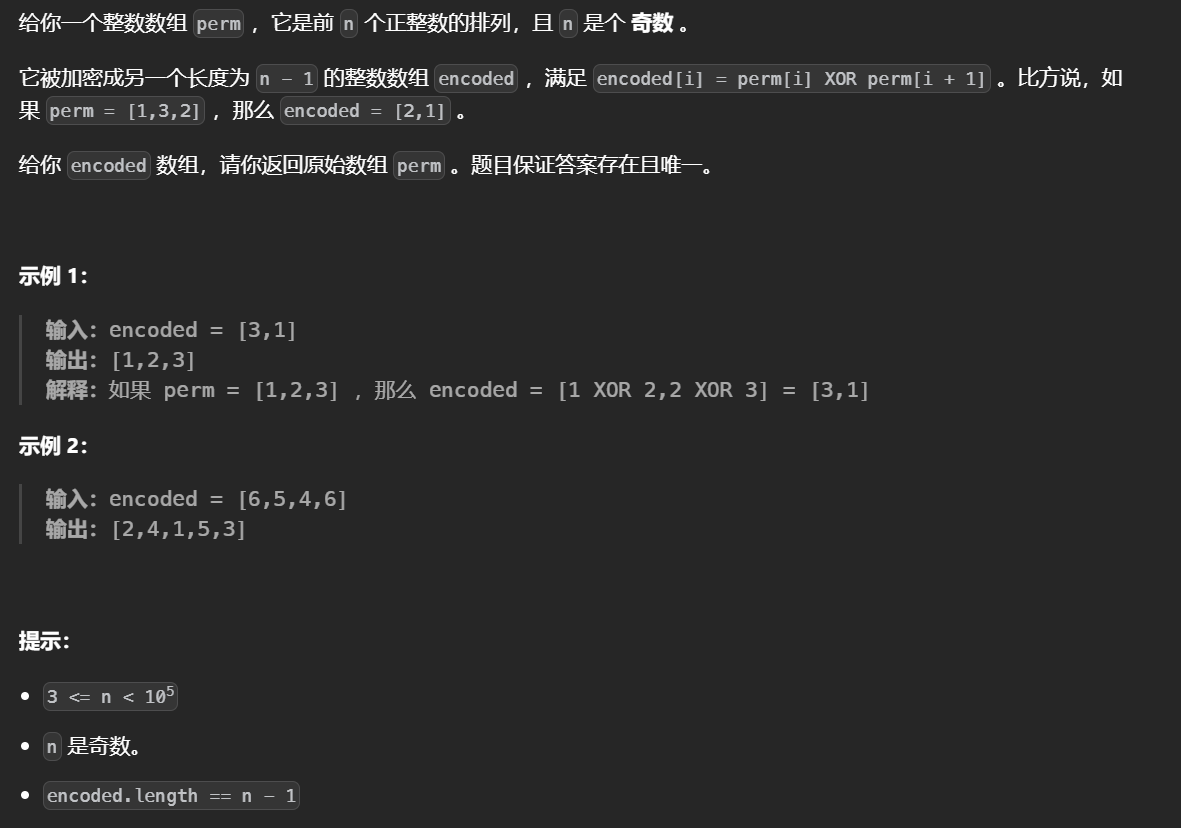 给你一个整数数组 perm ，它是前 n 个正整数的排列，且 n 是个 奇数 。
它被加密成另一个长度为 n - 1 的整数数组 encoded ，满足 encoded[i] = perm[i] XOR perm[i + 1] 。比方说，如
果 perm = [1,3,2] ，那么 encoded = [2,1] 。
给你 encoded 数组，请你返回原始数组 perm 。题目保证答案存在且唯一。
示例 1：
输入：encoded = [3,1]
输出：[1,2,3]
解释：如果 perm = [1,2,3] ，那么 encoded = [1 XOR 2,2 XOR 3] = [3,1]
示例 2：
输入：encoded = [6,5,4,6]
输出：[2,4,1,5,3]
提示：
• 3 <= n < 10⁵
• n 是奇数。
• encoded.length == n - 1